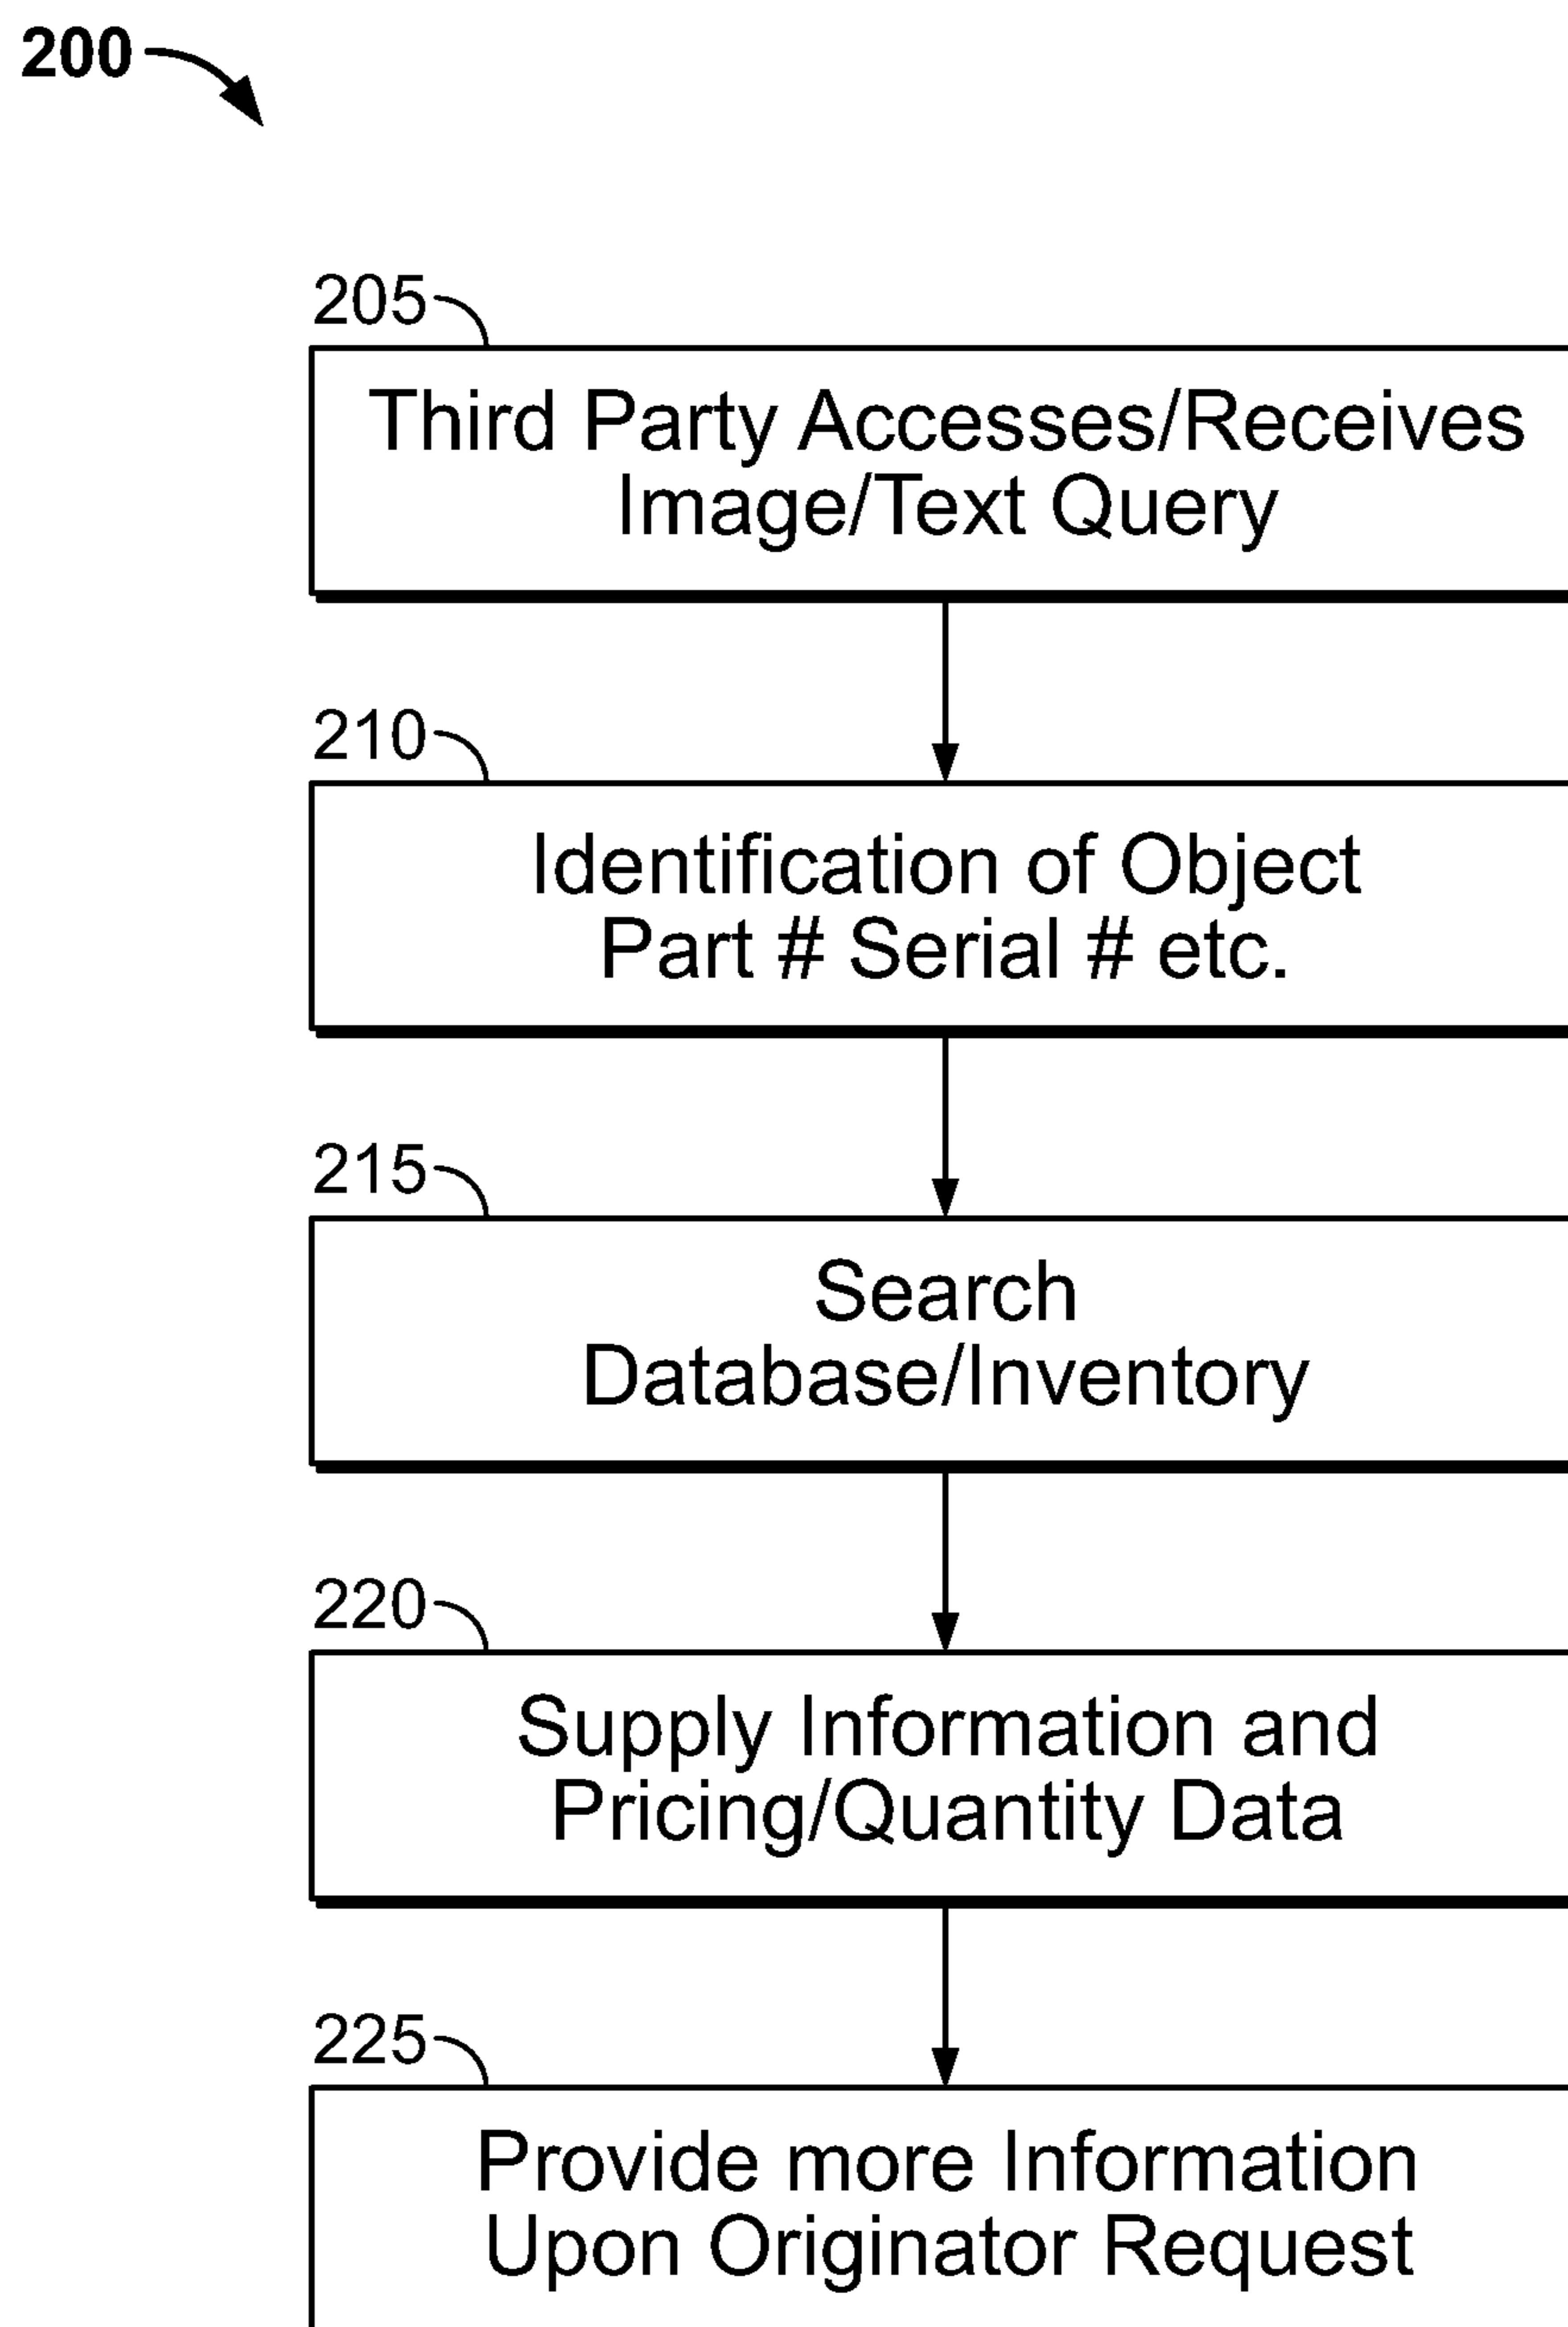 200
205
Third Party Accesses/Receives
Image/Text Query
210
Identification of Object
Part # Serial # etc.
215
Search
Database/Inventory
220
Supply Information and
Pricing/Quantity Data
225
Provide more Information
Upon Originator Request